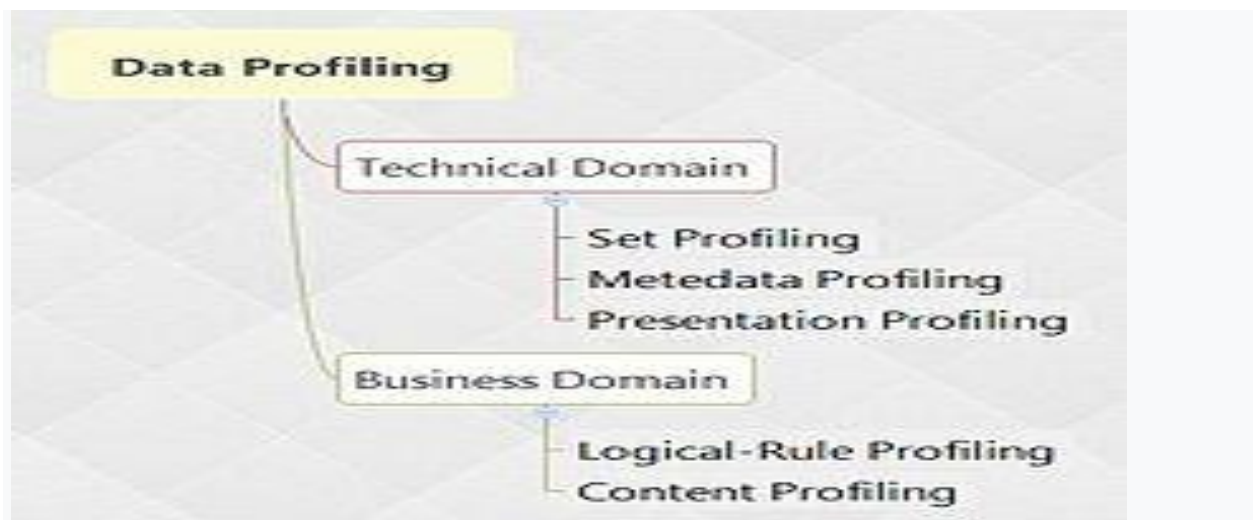 Data Profiling
Technical Domain
Set Profiling
Metedata Profiling
Presentation Profiling
Business Domain
Logical-Rule Profiling
Content Profiling